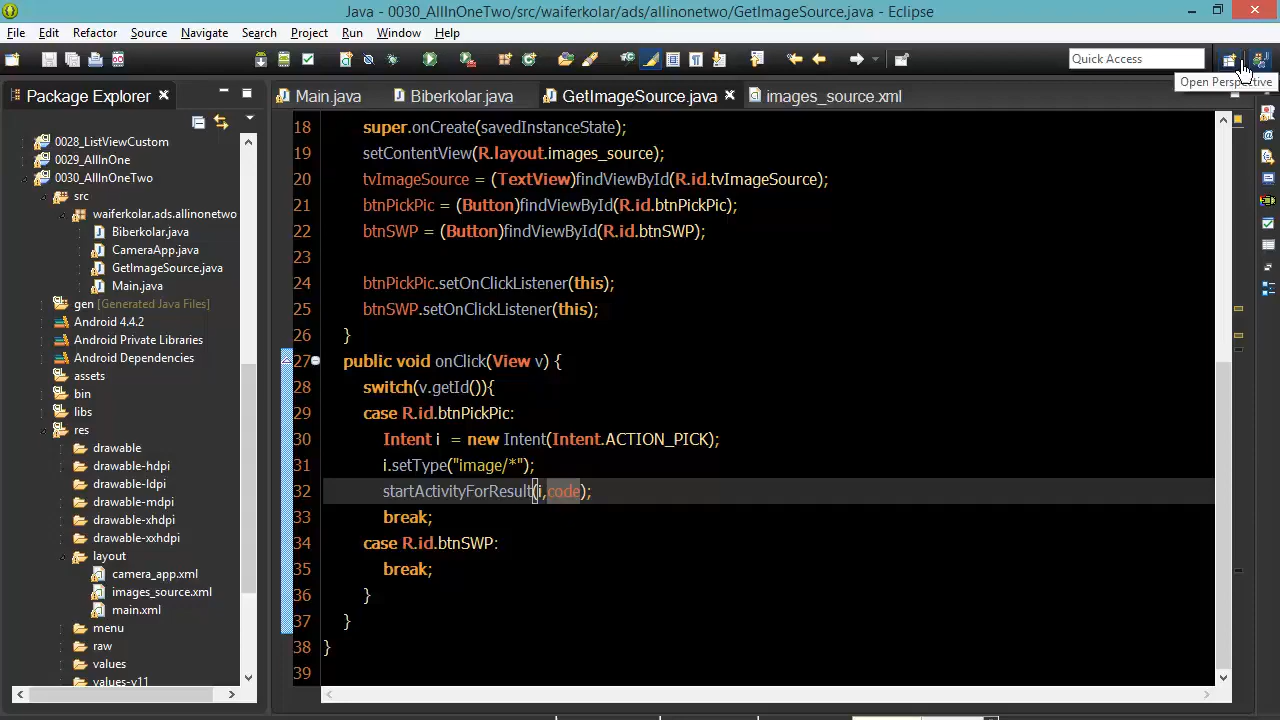 Java - 0030_AllInOneTwo/src/waiferkolar/ads/allinonetwo/GetImageSource.java - Eclipse
File Edit Refactor Source Navigate Search Project Run Window Help
Quick Access
Open Perspective
Package Explorer
Main.java
Biberkolar.java
GetImageSource.java
images_source.xml
0028_ListViewCustom
0029_AllInOne
0030_AllInOneTwo
src
waiferkolar.ads.allinonetwo
Biberkolar.java
CameraApp.java
GetImageSource.java
Main.java
gen [Generated Java Files]
Android 4.4.2
Android Private Libraries
Android Dependencies
assets
bin
libs
res
drawable
drawable-hdpi
drawable-ldpi
drawable-mdpi
drawable-xhdpi
drawable-xxhdpi
layout
camera_app.xml
images_source.xml
main.xml
menu
raw
values
values-v11
18 super.onCreate(savedInstanceState);
19 setContentView(R.layout.images_source);
20 tvImageSource = (TextView)findViewById(R.id.tvImageSource);
21 btnPickPic = (Button)findViewById(R.id.btnPickPic);
22 btnSWP = (Button)findViewById(R.id.btnSWP);
23
24 btnPickPic.setOnClickListener(this);
25 btnSWP.setOnClickListener(this);
26 }
27 public void onClick(View v) {
28 switch(v.getId()){
29 case R.id.btnPickPic:
30 Intent i  = new Intent(Intent.ACTION_PICK);
31 i.setType("image/*");
32 startActivityForResult(i,code);
33 break;
34 case R.id.btnSWP:
35 break;
36 }
37 }
38 }
39